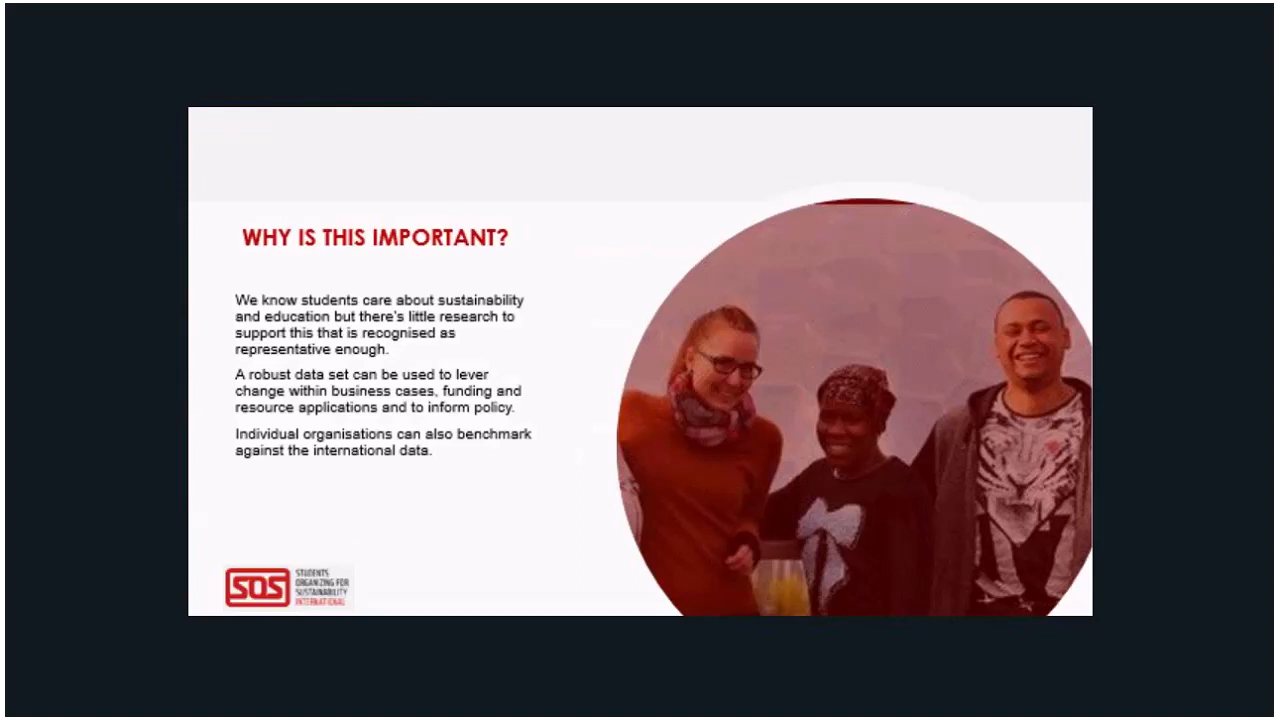 WHY IS THIS IMPORTANT?
We know students care about sustainability
and education but there's little research to
support this that is recognised as
representative enough.
A robust data set can be used to lever
change within business cases, funding and
resource applications and to inform policy.
Individual organisations can also benchmark
against the international data.
SOS
STUDENTS
ORGANIZING FOR
SUSTAINABILITY
INTERNATIONAL